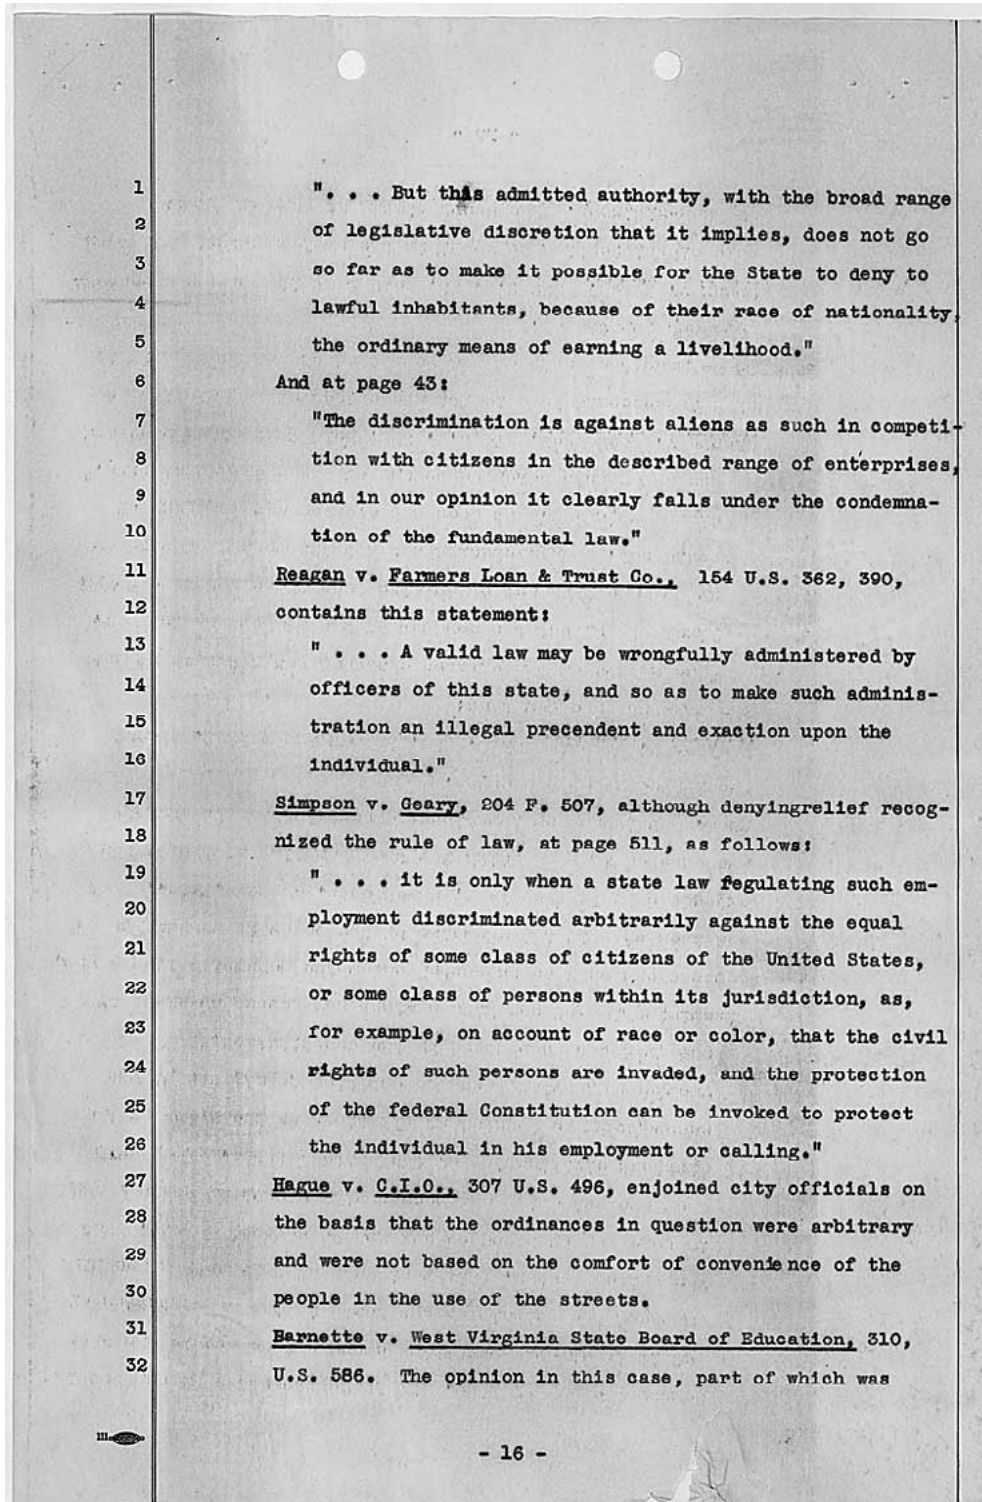 1 ". . . But this admitted authority, with the broad range
2 of legislative discretion that it implies, does not go
3 so far as to make it possible for the State to deny to
4 lawful inhabitants, because of their race of nationality,
5 the ordinary means of earning a livelihood."
6 And at page 43:
7 "The discrimination is against aliens as such in competi-
8 tion with citizens in the described range of enterprises,
9 and in our opinion it clearly falls under the condemna-
10 tion of the fundamental law."
11 Reagan v. Farmers Loan & Trust Co., 154 U.S. 362, 390,
12 contains this statement:
13 " . . . A valid law may be wrongfully administered by
14 officers of this state, and so as to make such adminis-
15 tration an illegal precendent and exaction upon the
16 individual."
17 Simpson v. Geary, 204 F. 507, although denyingrelief recog-
18 nized the rule of law, at page 511, as follows:
19 " . . . it is only when a state law regulating such em-
20 ployment discriminated arbitrarily against the equal
21 rights of some class of citizens of the United States,
22 or some class of persons within its jurisdiction, as,
23 for example, on account of race or color, that the civil
24 rights of such persons are invaded, and the protection
25 of the federal Constitution can be invoked to protect
26 the individual in his employment or calling."
27 Hague v. C.I.O., 307 U.S. 496, enjoined city officials on
28 the basis that the ordinances in question were arbitrary
29 and were not based on the comfort of convenience of the
30 people in the use of the streets.
31 Barnette v. West Virginia State Board of Education, 310,
32 U.S. 586. The opinion in this case, part of which was
- 16 -